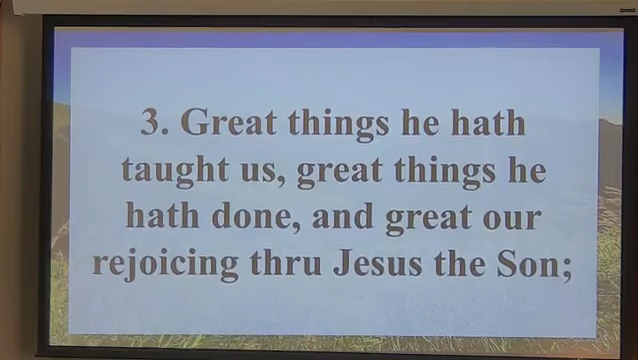 3. Great things he hath
taught us, great things he
hath done, and great our
rejoicing thru Jesus the Son;